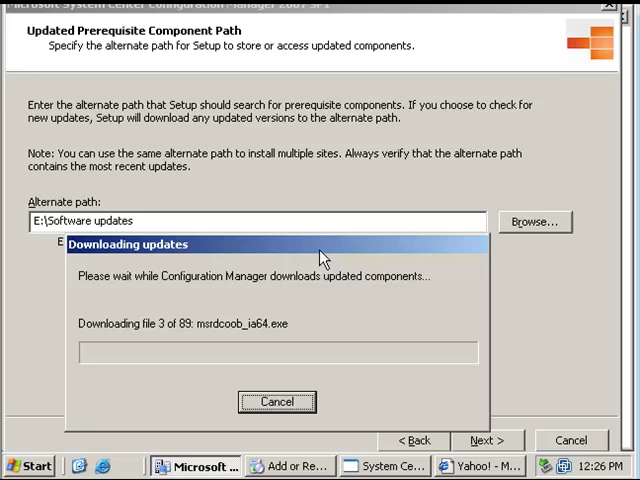 Microsoft System Center Configuration Manager 2007 SP1
Updated Prerequisite Component Path
Specify the alternate path for Setup to store or access updated components.
Enter the alternate path that Setup should search for prerequisite components. If you choose to check for
new updates, Setup will download any updated versions to the alternate path.
Note: You can use the same alternate path to install multiple sites. Always verify that the alternate path
contains the most recent updates.
Alternate path:
E:\Software updates
Browse...
E
Downloading updates
Please wait while Configuration Manager downloads updated components...
Downloading file 3 of 89: msrdcoob_ia64.exe
Cancel
< Back
Next >
Cancel
Start
Microsoft ...
Add or Re...
System Ce...
Yahoo! - M...
12:26 PM